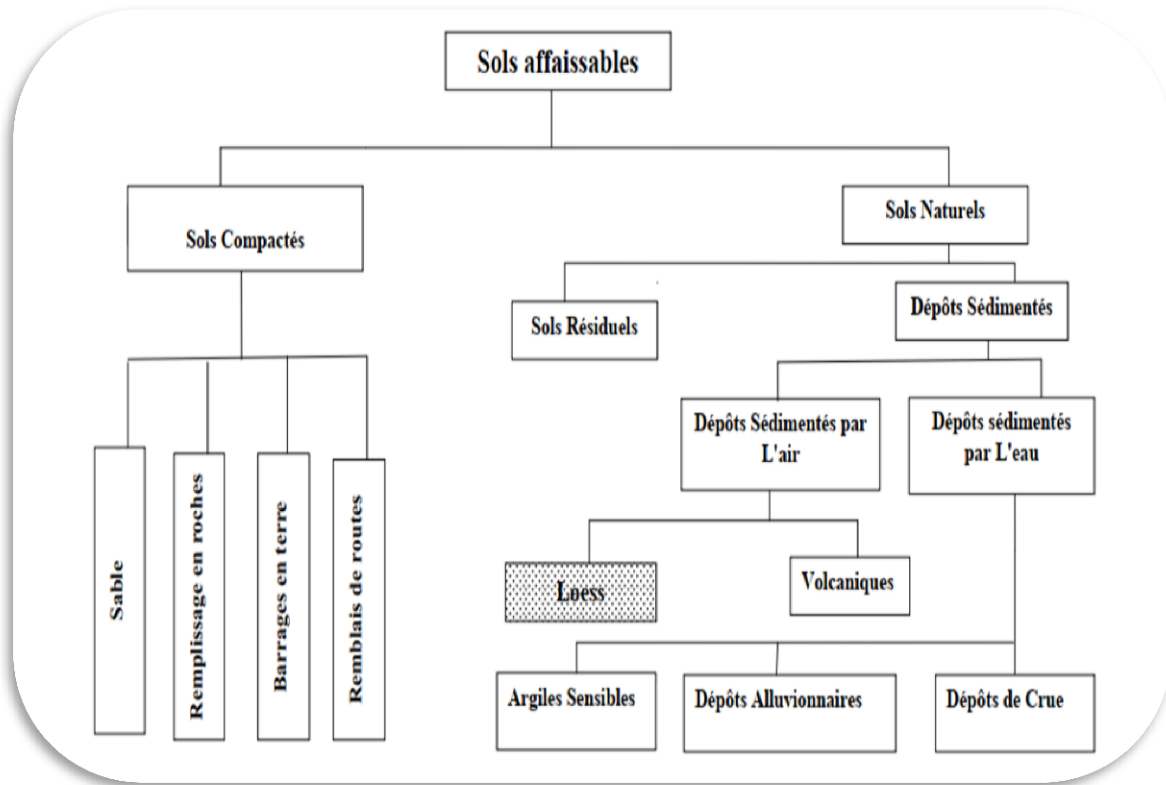 Sols affaissables
Sols Compactés
Sols Naturels
Sols Résiduels
Dépôts Sédimentés
Dépôts Sédimentés par
L'air
Dépôts sédimentés
par L'eau
Sable
Remplissage en roches
Barrages en terre
Remblais de routes
Loess
Volcaniques
Argiles Sensibles
Dépôts Alluvionnaires
Dépôts de Crue